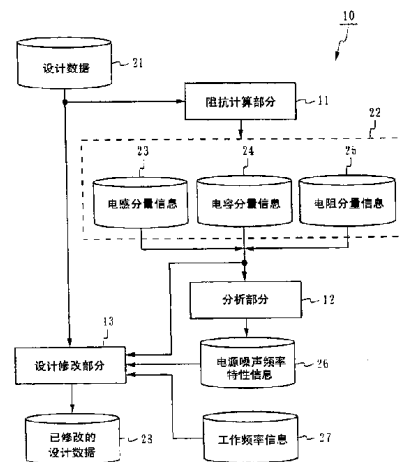 10
设计数据
21
阻抗计算部分
11
22
23
24
25
电感分量信息
电容分量信息
电阻分量信息
分析部分
12
13
设计修改部分
电源噪声频率
特性信息
26
已修改的
设计数据
28
工作频率信息
27